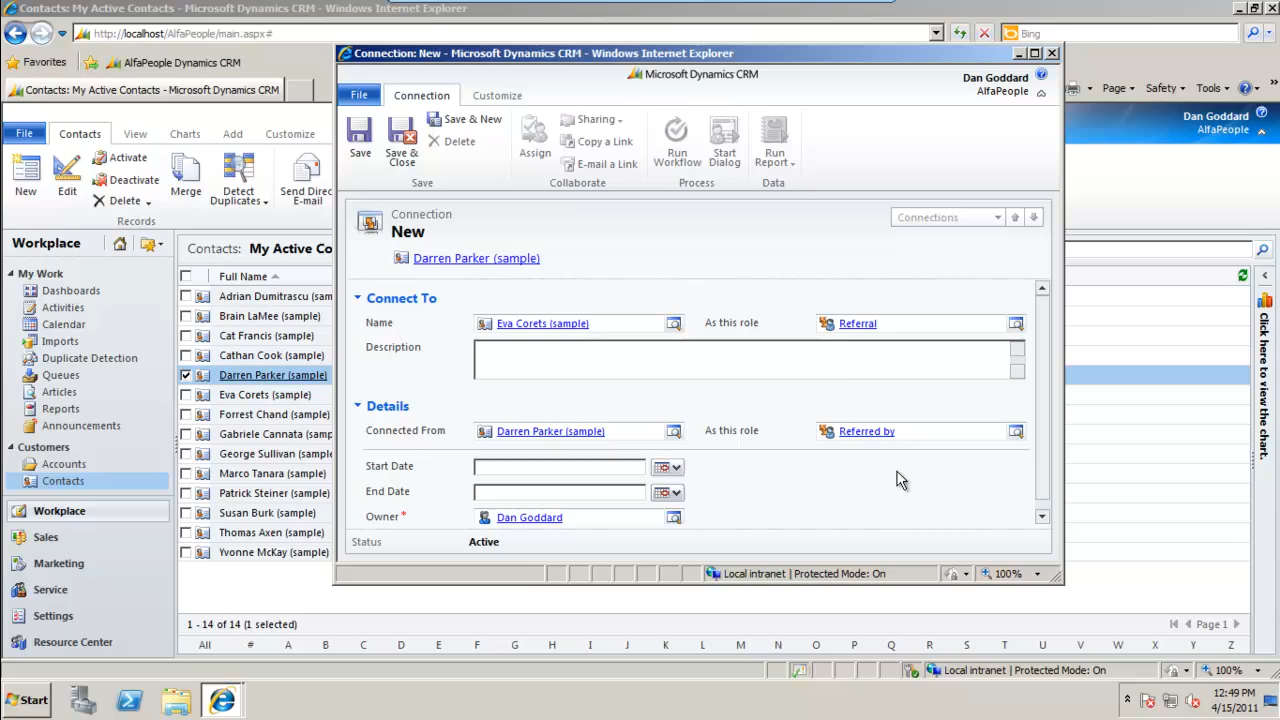 Contacts: My Active Contacts - Microsoft Dynamics CRM - Windows Internet Explorer
http://localhost/AlfaPeople/main.aspx#
Bing
Favorites
AlfaPeople Dynamics CRM
Contacts: My Active Contacts - Microsoft Dynamics CRM
Page
Safety
Tools
File
Contacts
View
Charts
Add
Customize
Dan Goddard
AlfaPeople
New
Edit
Activate
Deactivate
Delete
Merge
Detect
Duplicates
Send Direc
E-mail
Records
Workplace
Contacts: My Active Co
My Work
Dashboards
Activities
Calendar
Imports
Duplicate Detection
Queues
Articles
Reports
Announcements
Customers
Accounts
Contacts
Workplace
Sales
Marketing
Service
Settings
Resource Center
Full Name
Adrian Dumitrascu (sam
Brain LaMee (sample)
Cat Francis (sample)
Cathan Cook (sample)
Darren Parker (sample)
Eva Corets (sample)
Forrest Chand (sample)
Gabriele Cannata (samp
George Sullivan (sample
Marco Tanara (sample)
Patrick Steiner (sample)
Susan Burk (sample)
Thomas Axen (sample)
Yvonne McKay (sample)
Connection: New - Microsoft Dynamics CRM - Windows Internet Explorer
Microsoft Dynamics CRM
Dan Goddard
AlfaPeople
File
Connection
Customize
Save
Save &
Close
Save & New
Delete
Save
Assign
Sharing
Copy a Link
E-mail a Link
Collaborate
Run
Workflow
Start
Dialog
Process
Run
Report
Data
Connection
New
Connections
Darren Parker (sample)
Connect To
Name
Eva Corets (sample)
As this role
Referral
Description
Details
Connected From
Darren Parker (sample)
As this role
Referred by
Start Date
End Date
Owner *
Dan Goddard
Status
Active
Local intranet | Protected Mode: On
100%
Click here to view the chart.
1 - 14 of 14 (1 selected)
Page 1
All # A B C D E F G H I J K L M N O P Q R S T U V W X Y Z
Local intranet | Protected Mode: On
100%
Start
12:49 PM
4/15/2011